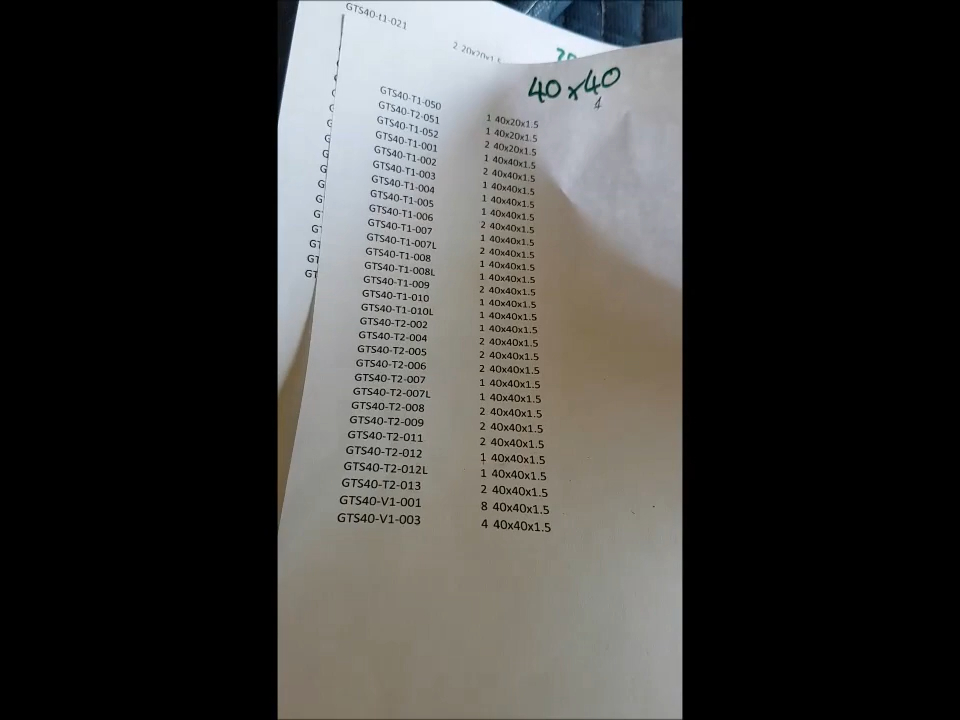 GTS40-t1-021
2 20x20x1.5
40x40
4
GTS40-T1-050 1 40x20x1.5
GTS40-T2-051 1 40x20x1.5
GTS40-T1-052 2 40x20x1.5
GTS40-T1-001 1 40x40x1.5
GTS40-T1-002 2 40x40x1.5
GTS40-T1-003 1 40x40x1.5
GTS40-T1-004 1 40x40x1.5
GTS40-T1-005 1 40x40x1.5
GTS40-T1-006 2 40x40x1.5
GTS40-T1-007 1 40x40x1.5
GTS40-T1-007L 2 40x40x1.5
GTS40-T1-008 1 40x40x1.5
GTS40-T1-008L 1 40x40x1.5
GTS40-T1-009 2 40x40x1.5
GTS40-T1-010 1 40x40x1.5
GTS40-T1-010L 1 40x40x1.5
GTS40-T2-002 1 40x40x1.5
GTS40-T2-004 2 40x40x1.5
GTS40-T2-005 2 40x40x1.5
GTS40-T2-006 2 40x40x1.5
GTS40-T2-007 1 40x40x1.5
GTS40-T2-007L 1 40x40x1.5
GTS40-T2-008 2 40x40x1.5
GTS40-T2-009 2 40x40x1.5
GTS40-T2-011 2 40x40x1.5
GTS40-T2-012 1 40x40x1.5
GTS40-T2-012L 1 40x40x1.5
GTS40-T2-013 2 40x40x1.5
GTS40-V1-001 8 40x40x1.5
GTS40-V1-003 4 40x40x1.5